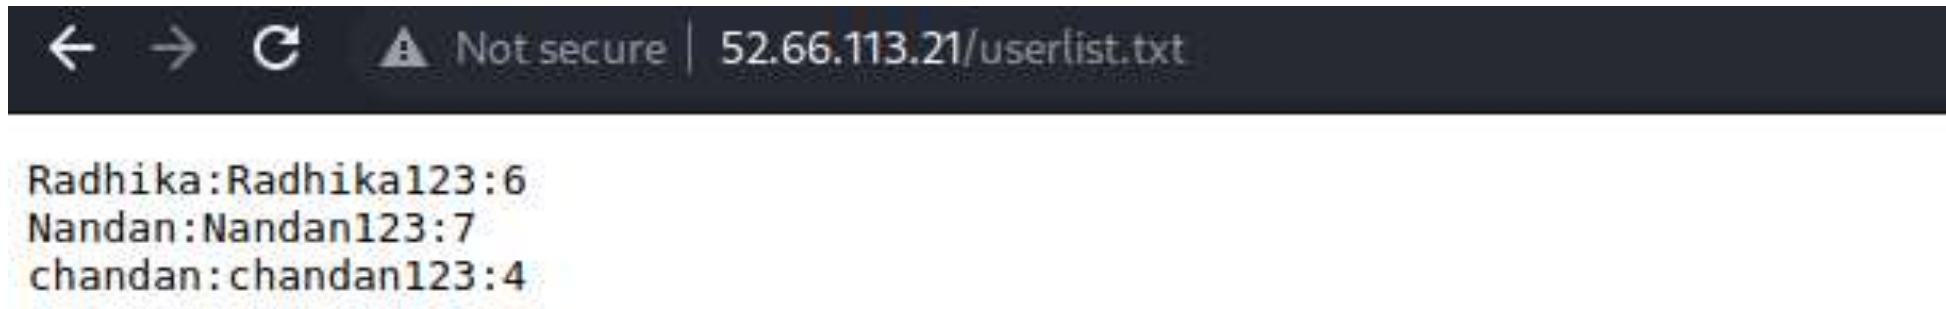 Not secure | 52.66.113.21/userlist.txt
Radhika:Radhika123:6
Nandan:Nandan123:7
chandan:chandan123:4